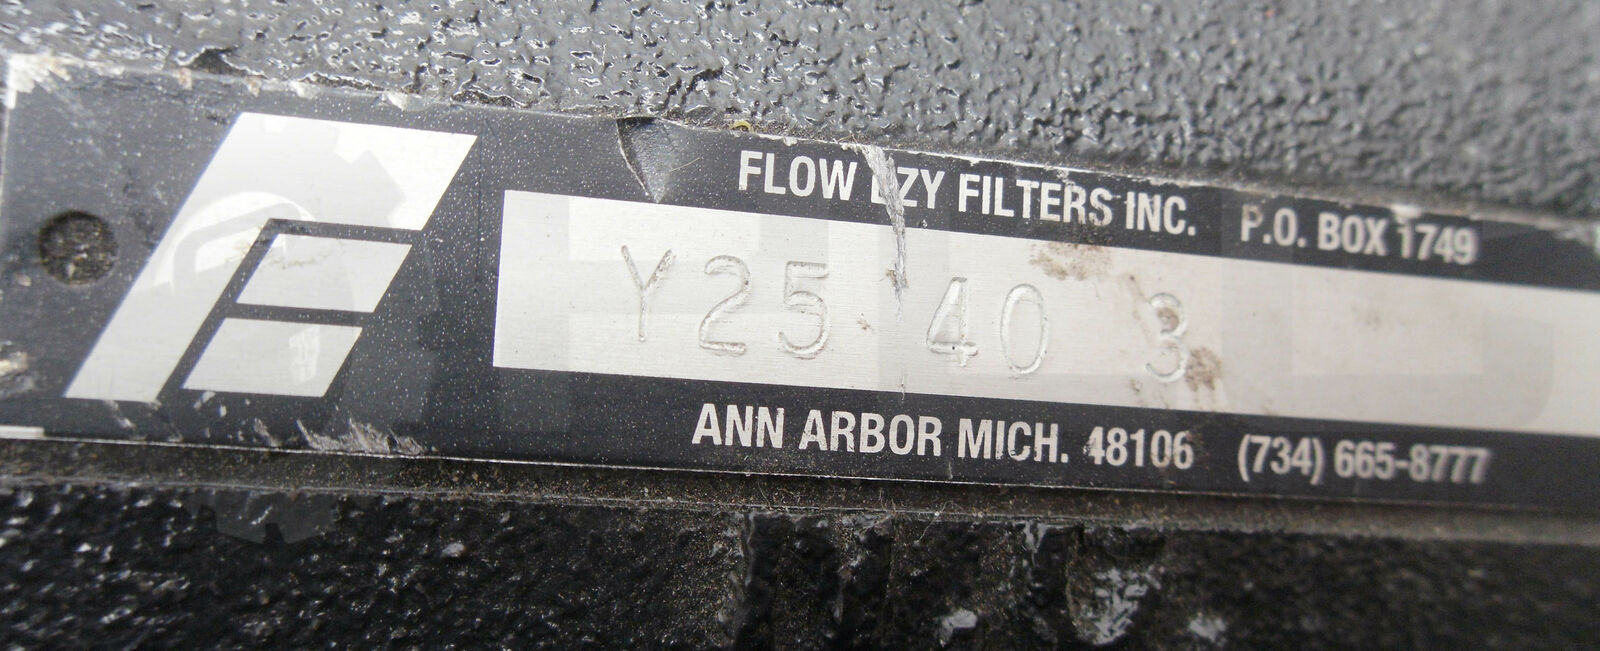 FLOW EZY FILTERS INC. P.O. BOX 1749
Y25 40 3
ANN ARBOR MICH. 48106 (734) 665-8777